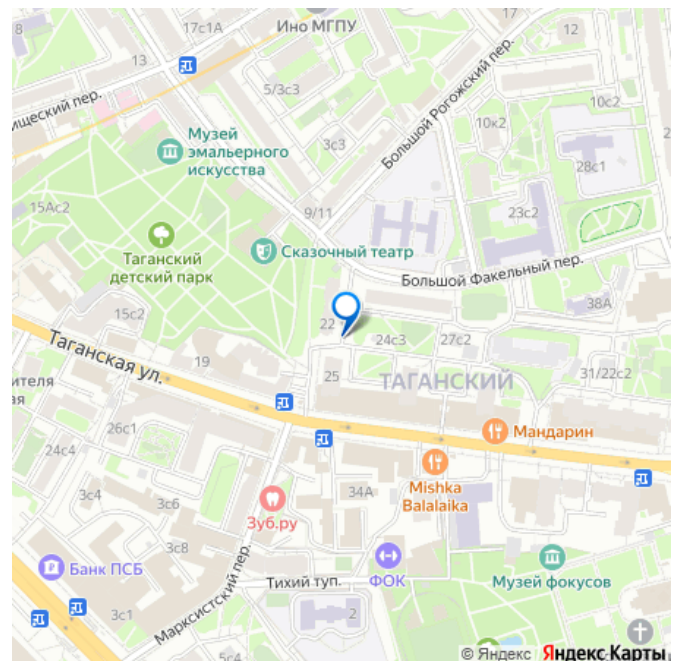 17с1А
Ино МГПУ
17
8
13
12
5/3с3
ищеский пер.
Большой Рогожский пер.
10с2
10к2
Музей
эмальерного
искусства
3с3
28с1
15Ас2
9/11
23с2
Таганский
детский парк
Сказочный театр
Большой Факельный пер.
38А
15с2
22
24с3
27с2
Таганская ул.
19
25
ТАГАНСКИЙ
31/22с2
ителя
ая
26с1
Мандарин
24с4
3с4
3с6
34А
Mishka
Balalaika
Зуб.ру
3с8
Банк ПСБ
Марксистский пер.
Тихий туп.
ФОК
Музей фокусов
3с1
2
5с4
© Яндекс Яндекс Карты